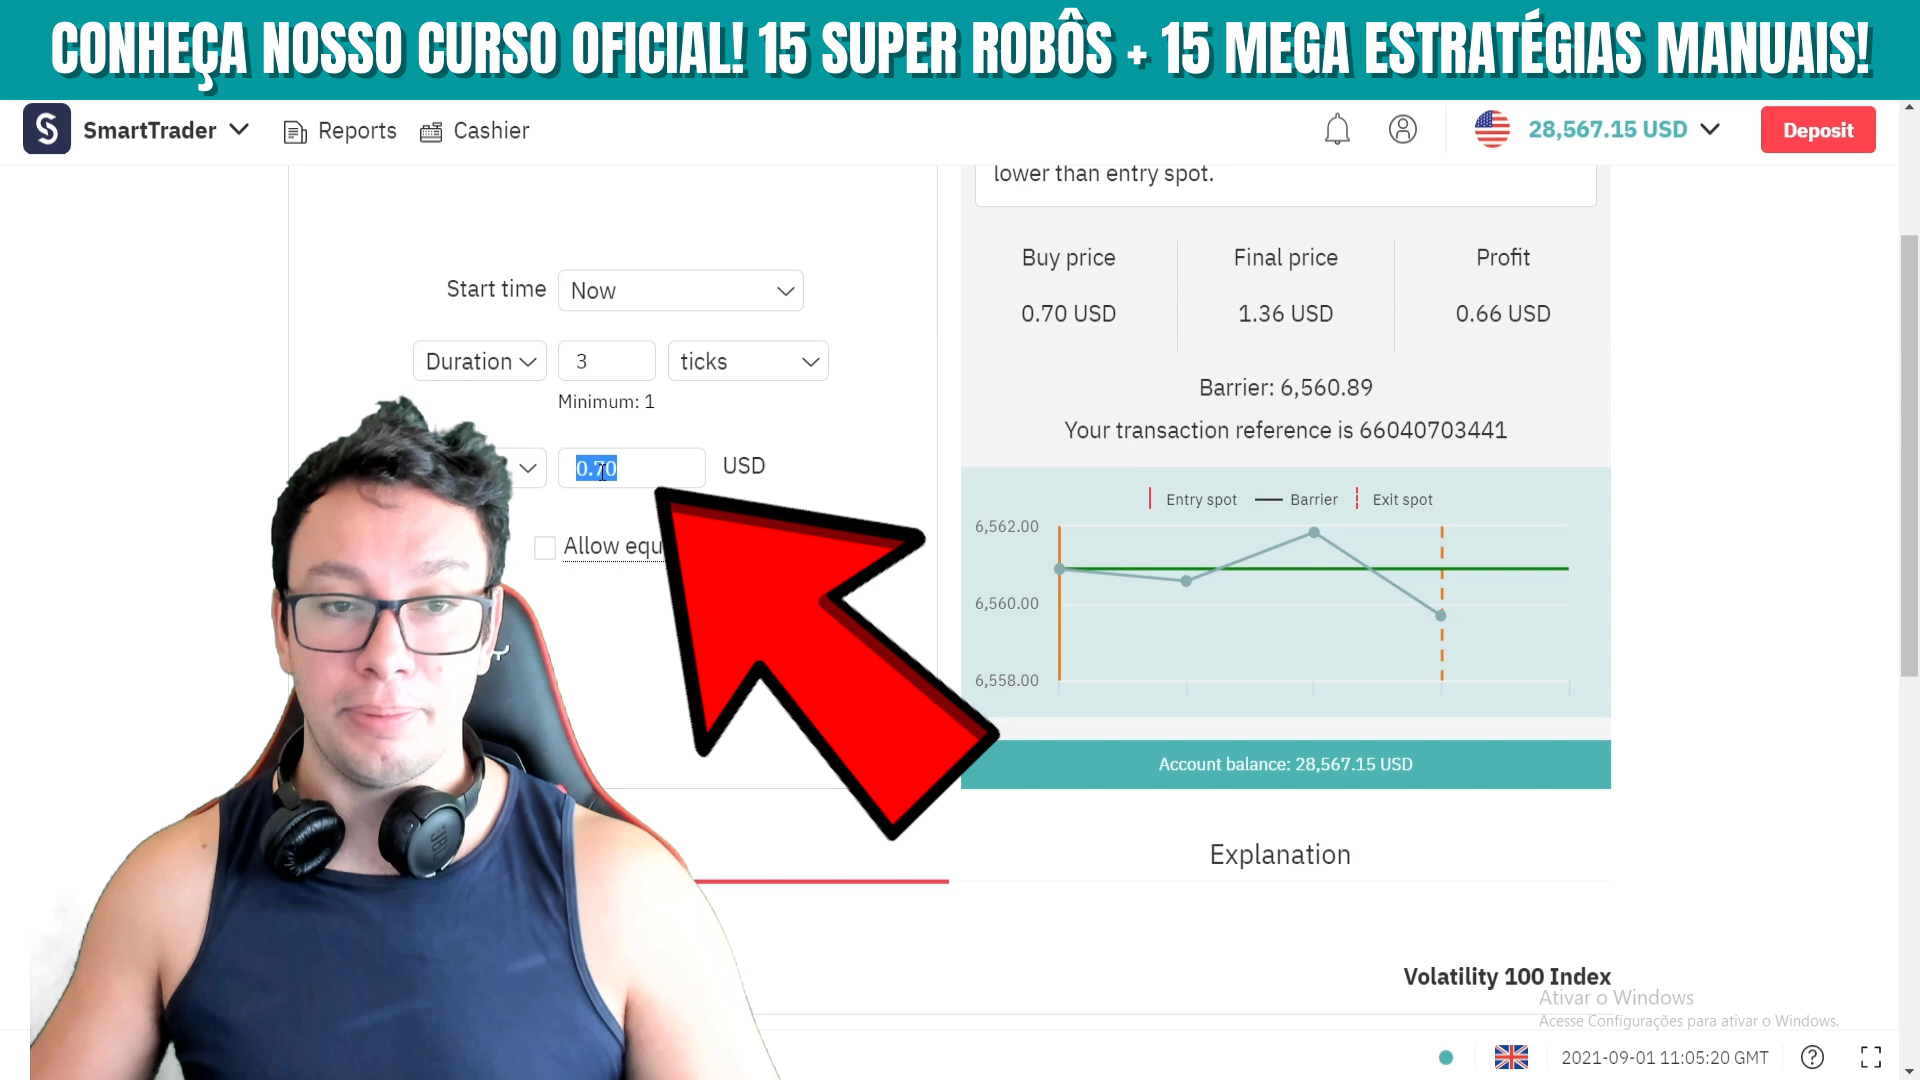 CONHEÇA NOSSO CURSO OFICIAL! 15 SUPER ROBÔS + 15 MEGA ESTRATÉGIAS MANUAIS!
SmartTrader Reports Cashier 28,567.15 USD Deposit
lower than entry spot.
Buy price Final price Profit
0.70 USD 1.36 USD 0.66 USD
Start time Now
Duration 3 ticks
Minimum: 1
0.70 USD
Allow equ
Barrier: 6,560.89
Your transaction reference is 66040703441
Entry spot Barrier Exit spot
6,562.00
6,560.00
6,558.00
Account balance: 28,567.15 USD
JBL
Explanation
Volatility 100 Index
Ativar o Windows
Acesse Configurações para ativar o Windows.
2021-09-01 11:05:20 GMT